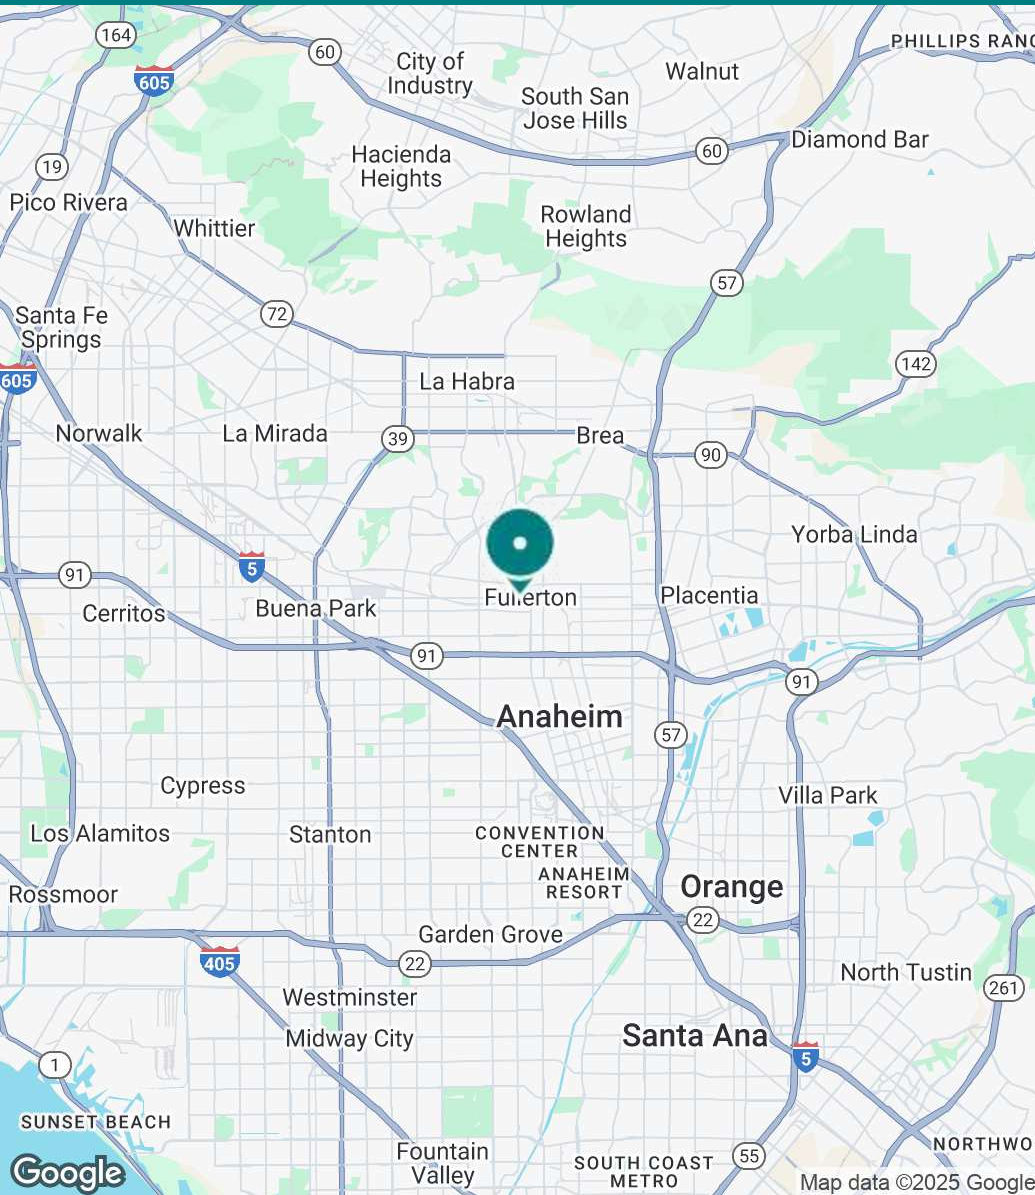 164
60
PHILLIPS RANC
City of
Industry
Walnut
605
South San
Jose Hills
Diamond Bar
60
Hacienda
Heights
19
Pico Rivera
Rowland
Heights
Whittier
57
72
Santa Fe
Springs
142
605
La Habra
Norwalk
La Mirada
39
Brea
90
Yorba Linda
5
91
Fullerton
Placentia
Cerritos
Buena Park
91
91
Anaheim
57
Cypress
Villa Park
Los Alamitos
Stanton
CONVENTION
CENTER
ANAHEIM
RESORT
Orange
Rossmoor
22
Garden Grove
405
22
North Tustin
261
Westminster
Midway City
Santa Ana
5
1
SUNSET BEACH
NORTHWO
Fountain
Valley
55
SOUTH COAST
METRO
Google
Map data ©2025 Google